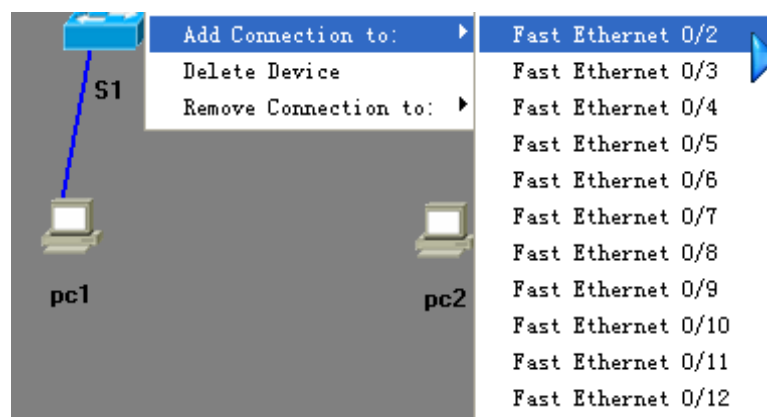 Add Connection to:
Delete Device
Remove Connection to:
Fast Ethernet 0/2
Fast Ethernet 0/3
Fast Ethernet 0/4
Fast Ethernet 0/5
Fast Ethernet 0/6
Fast Ethernet 0/7
Fast Ethernet 0/8
Fast Ethernet 0/9
Fast Ethernet 0/10
Fast Ethernet 0/11
Fast Ethernet 0/12
S1
pc1
pc2